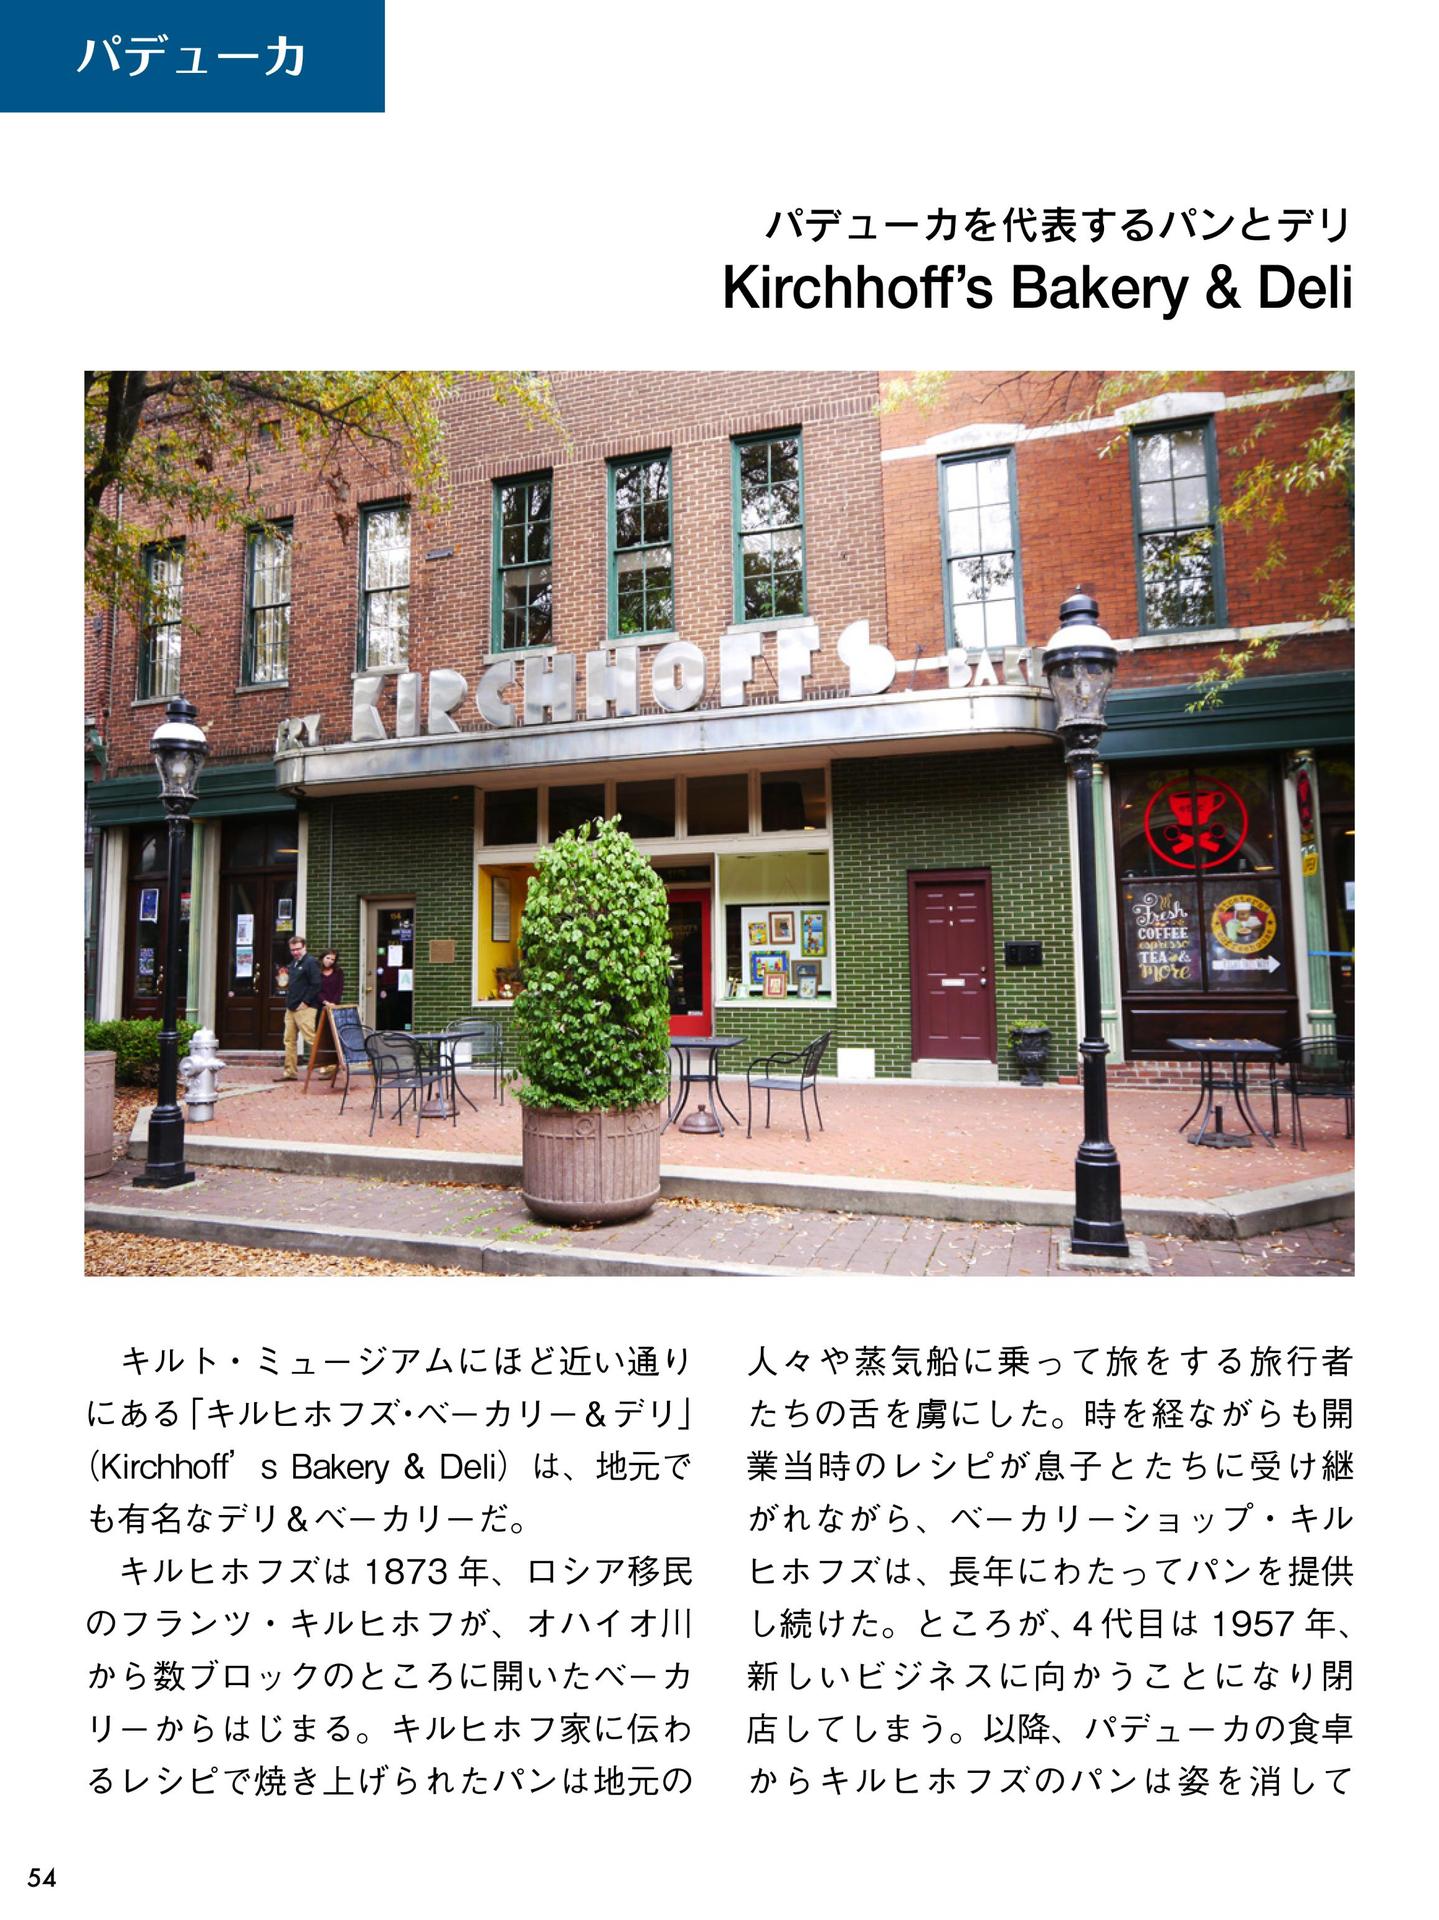 パデューカ
パデューカを代表するパンとデリ
Kirchhoff’s Bakery & Deli
ERY KIRCHHOFF'S BAK
Fresh
COFFEE
espresso
TEA &
more
キルト・ミュージアムにほど近い通り
にある「キルヒホフズ・ベーカリー＆デリ」
（Kirchhoff’s Bakery & Deli）は、地元で
も有名なデリ＆ベーカリーだ。
キルヒホフズは 1873 年、ロシア移民
のフランツ・キルヒホフが、オハイオ川
から数ブロックのところに開いたベーカ
リーからはじまる。キルヒホフ家に伝わ
るレシピで焼き上げられたパンは地元の
人々や蒸気船に乗って旅をする旅行者
たちの舌を虜にした。時を経ながらも開
業当時のレシピが息子とたちに受け継
がれながら、ベーカリーショップ・キル
ヒホフズは、長年にわたってパンを提供
し続けた。ところが、４代目は 1957 年、
新しいビジネスに向かうことになり閉
店してしまう。以降、パデューカの食卓
からキルヒホフズのパンは姿を消して
54